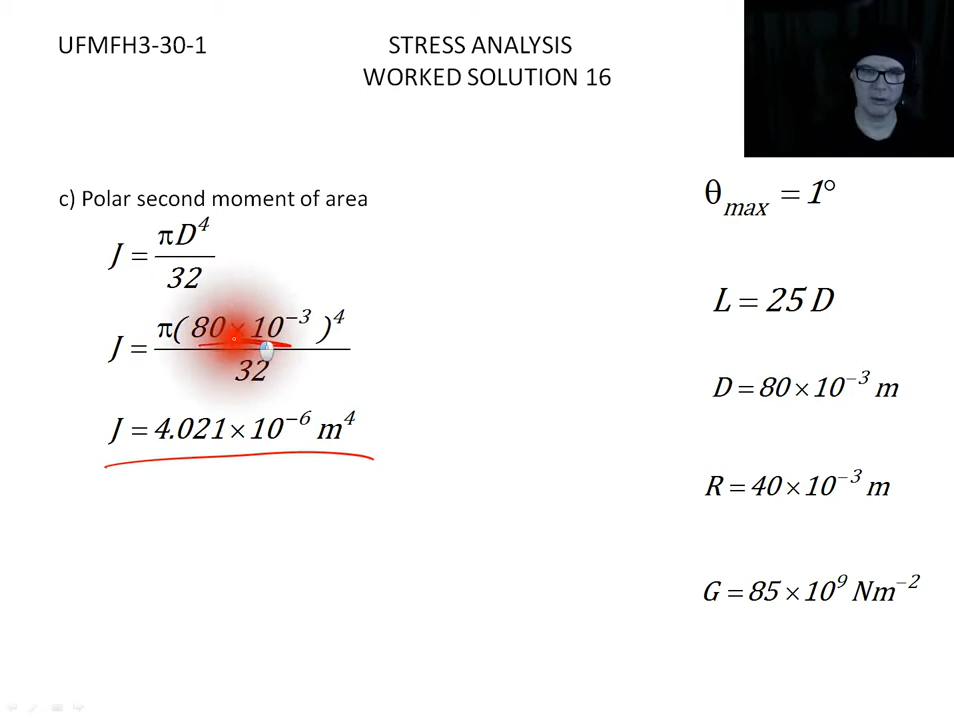 UFMFH3-30-1
STRESS ANALYSIS
WORKED SOLUTION 16
c) Polar second moment of area
J = πD⁴/32
J = π(80×10⁻³)⁴/32
J = 4.021×10⁻⁶ m⁴
θmax = 1°
L = 25 D
D = 80×10⁻³ m
R = 40×10⁻³ m
G = 85×10⁹ Nm⁻²